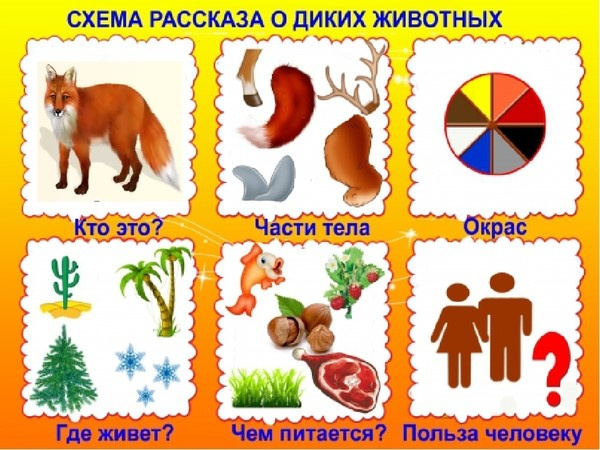 СХЕМА РАССКАЗА О ДИКИХ ЖИВОТНЫХ
Кто это?
Части тела
Окрас
Где живет?
Чем питается?
Польза человеку
?